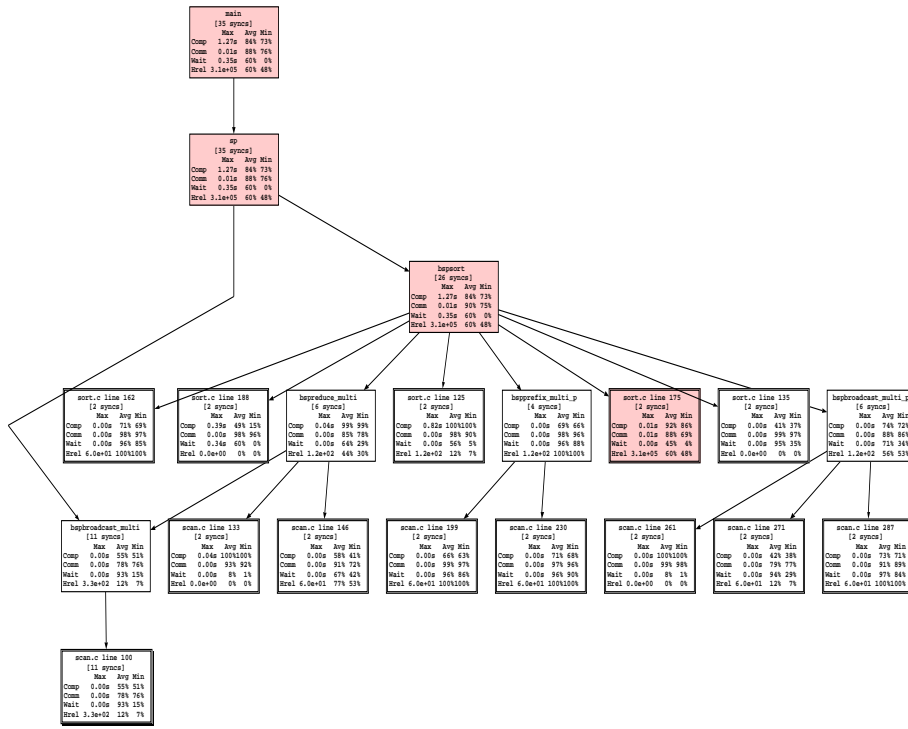 main
[35 syncs]
Max Avg Min
Comp 1.27s 84% 73%
Comm 0.01s 88% 76%
Wait 0.35s 60% 0%
Hrel 3.1e+05 60% 48%
sp
[35 syncs]
Max Avg Min
Comp 1.27s 84% 73%
Comm 0.01s 88% 76%
Wait 0.35s 60% 0%
Hrel 3.1e+05 60% 48%
bspsort
[26 syncs]
Max Avg Min
Comp 1.27s 84% 73%
Comm 0.01s 90% 75%
Wait 0.35s 60% 0%
Hrel 3.1e+05 60% 48%
sort.c line 162
[2 syncs]
Max Avg Min
Comp 0.00s 71% 69%
Comm 0.00s 98% 97%
Wait 0.00s 96% 85%
Hrel 6.0e+01 100%100%
sort.c line 188
[2 syncs]
Max Avg Min
Comp 0.39s 49% 15%
Comm 0.00s 98% 96%
Wait 0.34s 60% 0%
Hrel 0.0e+00 0% 0%
bspreduce_multi
[6 syncs]
Max Avg Min
Comp 0.04s 99% 99%
Comm 0.00s 85% 78%
Wait 0.00s 64% 29%
Hrel 1.2e+02 44% 30%
sort.c line 125
[2 syncs]
Max Avg Min
Comp 0.82s 100%100%
Comm 0.00s 98% 90%
Wait 0.00s 56% 5%
Hrel 1.2e+02 12% 7%
bspprefix_multi_p
[4 syncs]
Max Avg Min
Comp 0.00s 69% 66%
Comm 0.00s 98% 96%
Wait 0.00s 96% 88%
Hrel 1.2e+02 100%100%
sort.c line 175
[2 syncs]
Max Avg Min
Comp 0.01s 92% 86%
Comm 0.01s 88% 69%
Wait 0.00s 45% 4%
Hrel 3.1e+05 60% 48%
sort.c line 135
[2 syncs]
Max Avg Min
Comp 0.00s 41% 37%
Comm 0.00s 99% 97%
Wait 0.00s 95% 35%
Hrel 0.0e+00 0% 0%
bspbroadcast_multi_p
[6 syncs]
Max Avg Min
Comp 0.00s 74% 72%
Comm 0.00s 88% 86%
Wait 0.00s 71% 34%
Hrel 1.2e+02 56% 53%
bspbroadcast_multi
[11 syncs]
Max Avg Min
Comp 0.00s 55% 51%
Comm 0.00s 78% 76%
Wait 0.00s 93% 15%
Hrel 3.3e+02 12% 7%
scan.c line 133
[2 syncs]
Max Avg Min
Comp 0.04s 100%100%
Comm 0.00s 93% 92%
Wait 0.00s 8% 1%
Hrel 0.0e+00 0% 0%
scan.c line 146
[2 syncs]
Max Avg Min
Comp 0.00s 58% 41%
Comm 0.00s 91% 72%
Wait 0.00s 67% 42%
Hrel 6.0e+01 77% 53%
scan.c line 199
[2 syncs]
Max Avg Min
Comp 0.00s 66% 63%
Comm 0.00s 99% 97%
Wait 0.00s 96% 86%
Hrel 6.0e+01 100%100%
scan.c line 230
[2 syncs]
Max Avg Min
Comp 0.00s 71% 68%
Comm 0.00s 97% 96%
Wait 0.00s 96% 90%
Hrel 6.0e+01 100%100%
scan.c line 261
[2 syncs]
Max Avg Min
Comp 0.00s 100%100%
Comm 0.00s 99% 98%
Wait 0.00s 8% 1%
Hrel 0.0e+00 0% 0%
scan.c line 271
[2 syncs]
Max Avg Min
Comp 0.00s 42% 38%
Comm 0.00s 79% 77%
Wait 0.00s 94% 29%
Hrel 6.0e+01 12% 7%
scan.c line 287
[2 syncs]
Max Avg Min
Comp 0.00s 73% 71%
Comm 0.00s 91% 89%
Wait 0.00s 97% 84%
Hrel 6.0e+01 100%100%
scan.c line 100
[11 syncs]
Max Avg Min
Comp 0.00s 55% 51%
Comm 0.00s 78% 76%
Wait 0.00s 93% 15%
Hrel 3.3e+02 12% 7%